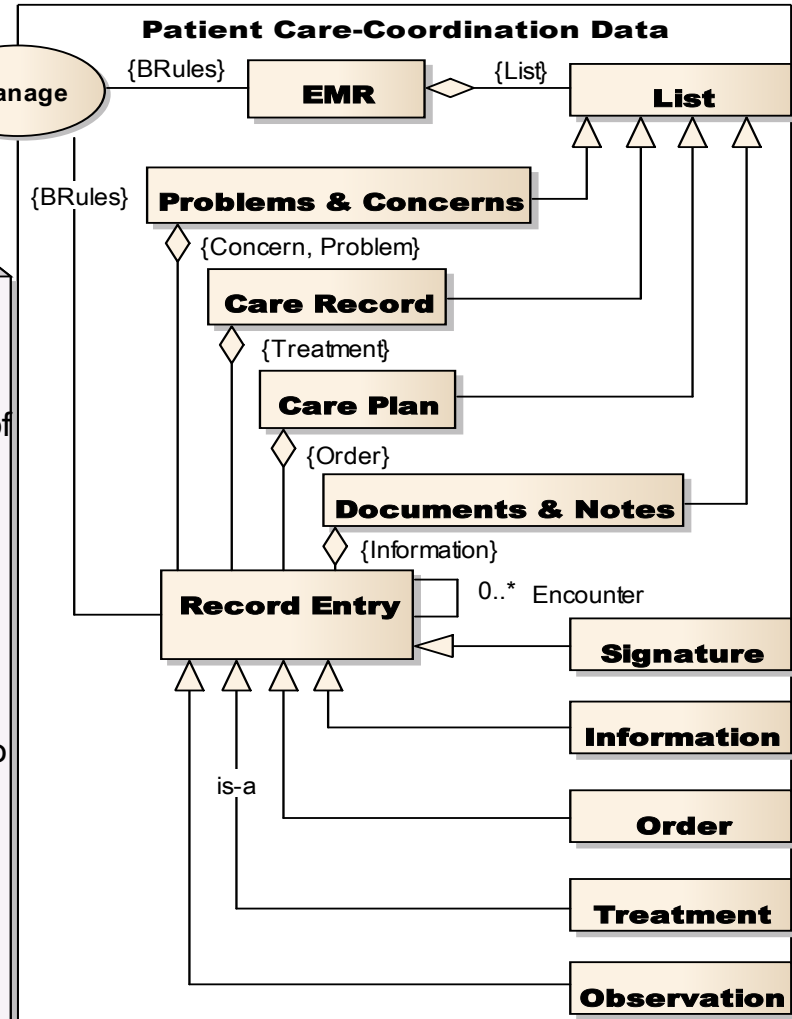 Patient Care-Coordination Data
{BRules}
{List}
anage
EMR
List
{BRules}
Problems & Concerns
{Concern, Problem}
Care Record
{Treatment}
of
Care Plan
{Order}
Documents & Notes
{Information}
Record Entry
0..* Encounter
Signature
Information
is-a
Order
Treatment
Observation